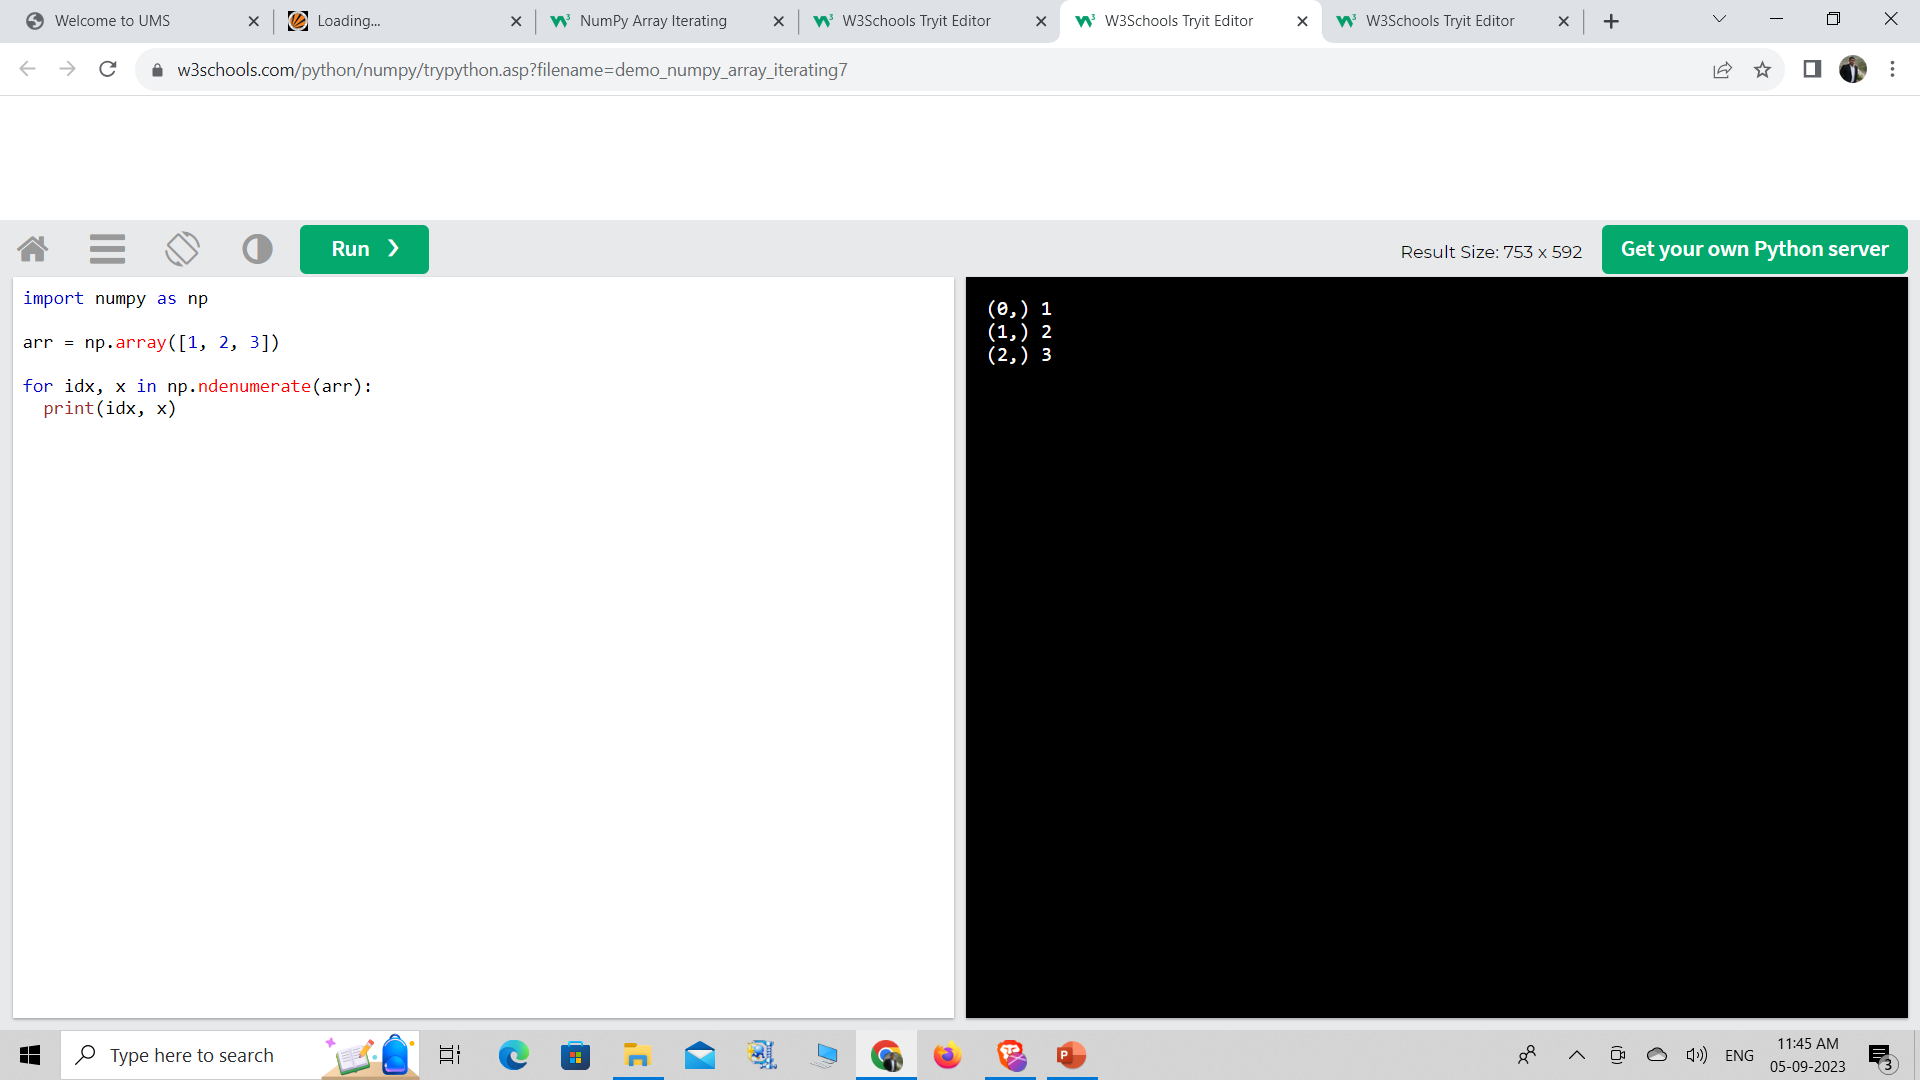 Welcome to UMS
Loading...
NumPy Array Iterating
W3Schools Tryit Editor
W3Schools Tryit Editor
W3Schools Tryit Editor
w3schools.com/python/numpy/trypython.asp?filename=demo_numpy_array_iterating7
Run ❯
Result Size: 753 x 592
Get your own Python server
import numpy as np
arr = np.array([1, 2, 3])
for idx, x in np.ndenumerate(arr):
print(idx, x)
(0,) 1
(1,) 2
(2,) 3
Type here to search
ENG
11:45 AM
05-09-2023
3